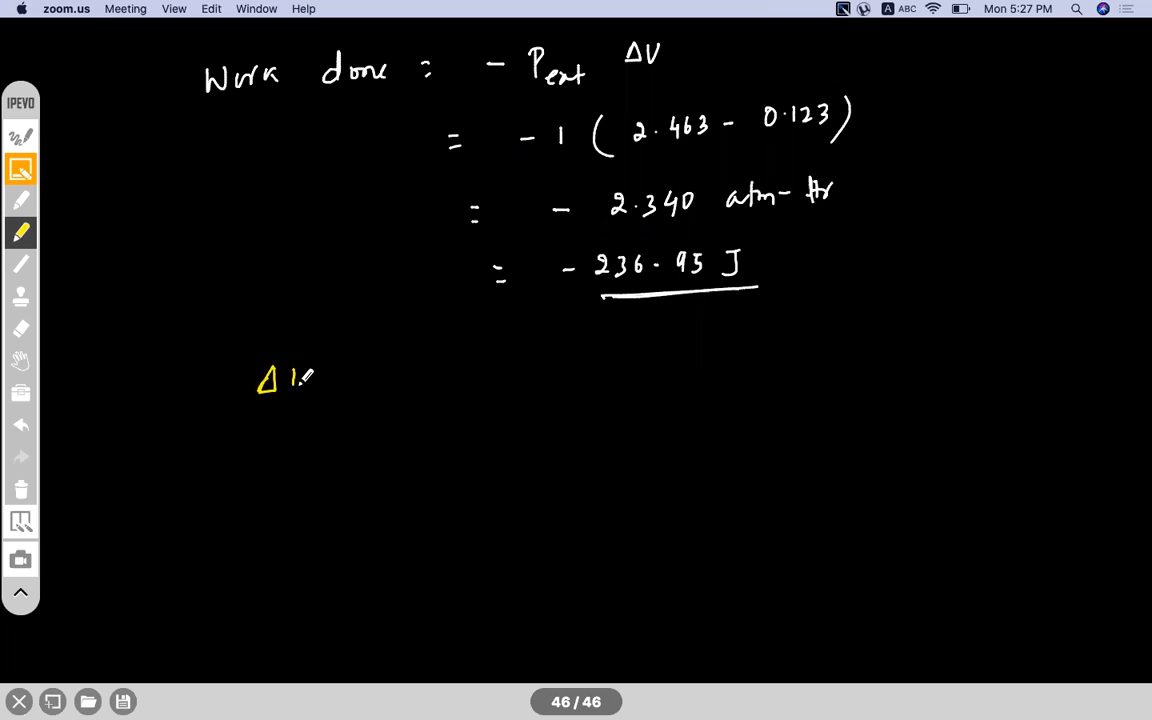 zoom.us Meeting View Edit Window Help A ABC Mon 5:27 PM
IPEVO
Work done = - Pext ΔV
= - 1 ( 2.463 - 0.123 )
= - 2.340 atm - ltr
= - 236.95 J
Δ
46 / 46